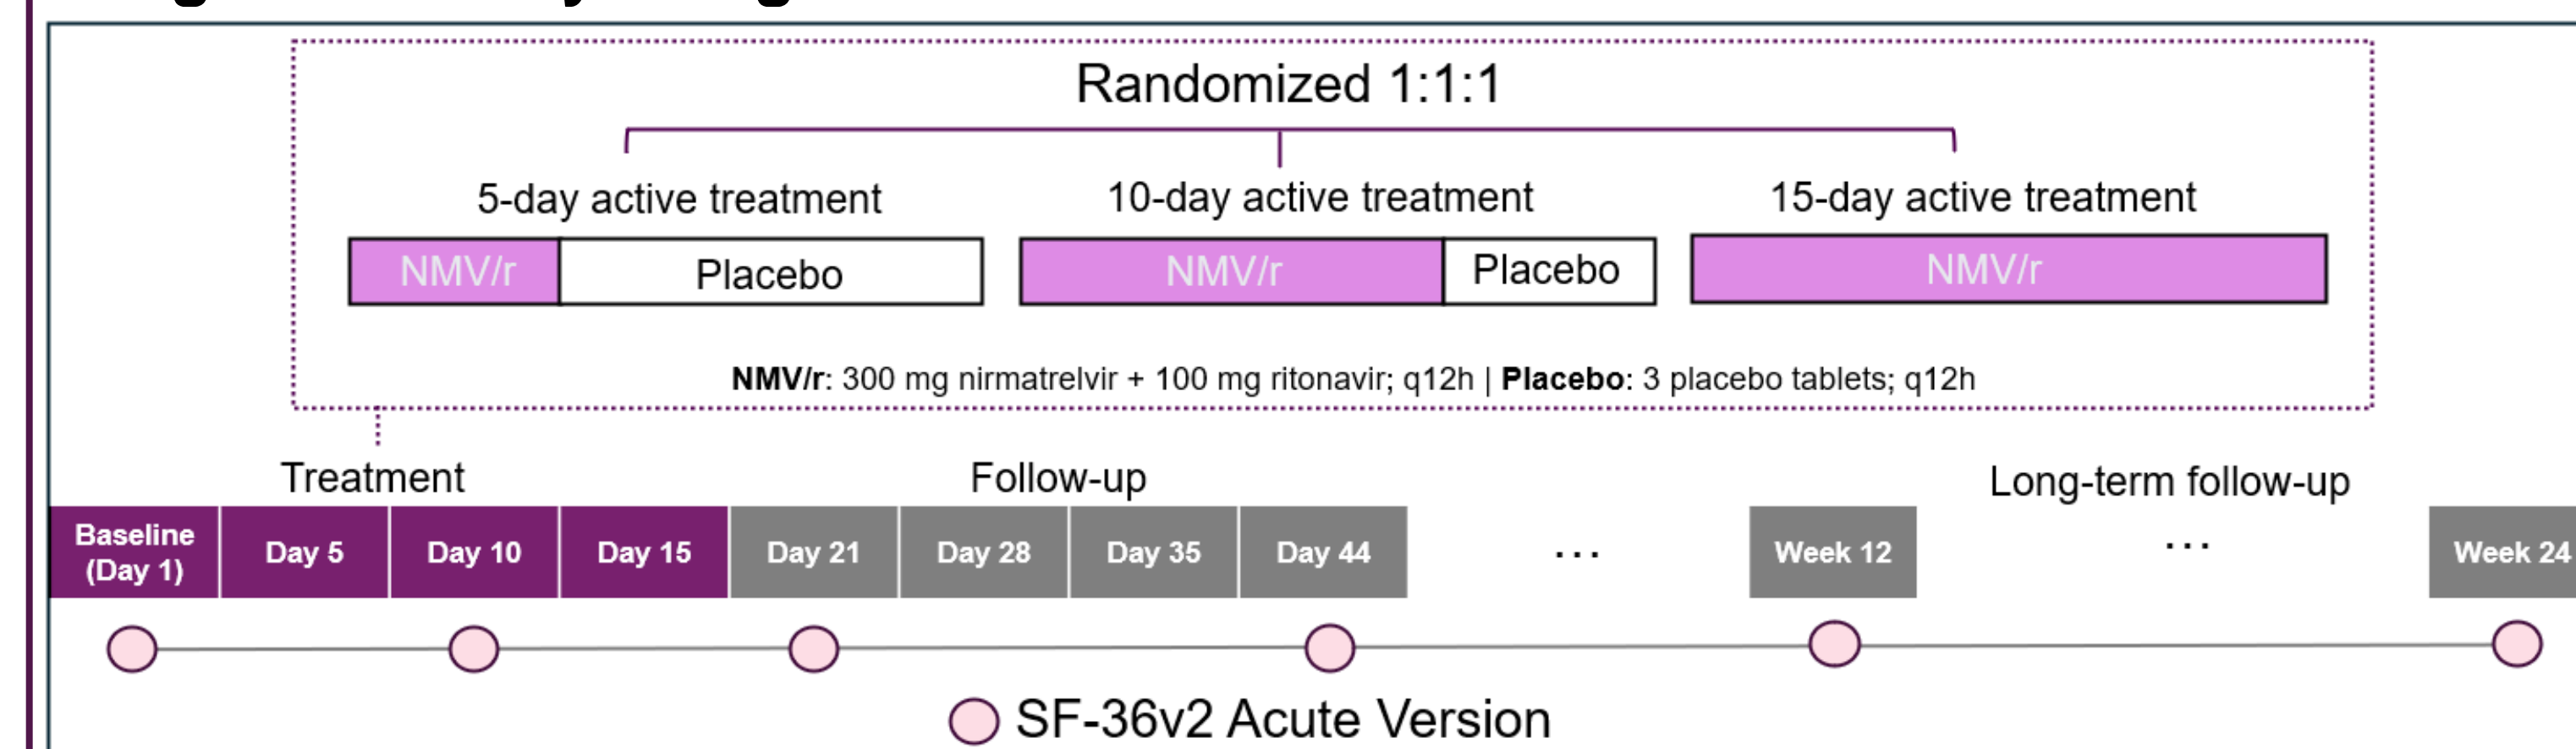 Randomized 1:1:1
5-day active treatment
10-day active treatment
15-day active treatment
NMV/r
Placebo
NMV/r
Placebo
NMV/r
NMV/r: 300 mg nirmatrelvir + 100 mg ritonavir; q12h | Placebo: 3 placebo tablets; q12h
Treatment
Follow-up
Long-term follow-up
Baseline
(Day 1)
Day 5
Day 10
Day 15
Day 21
Day 28
Day 35
Day 44
...
Week 12
...
Week 24
SF-36v2 Acute Version